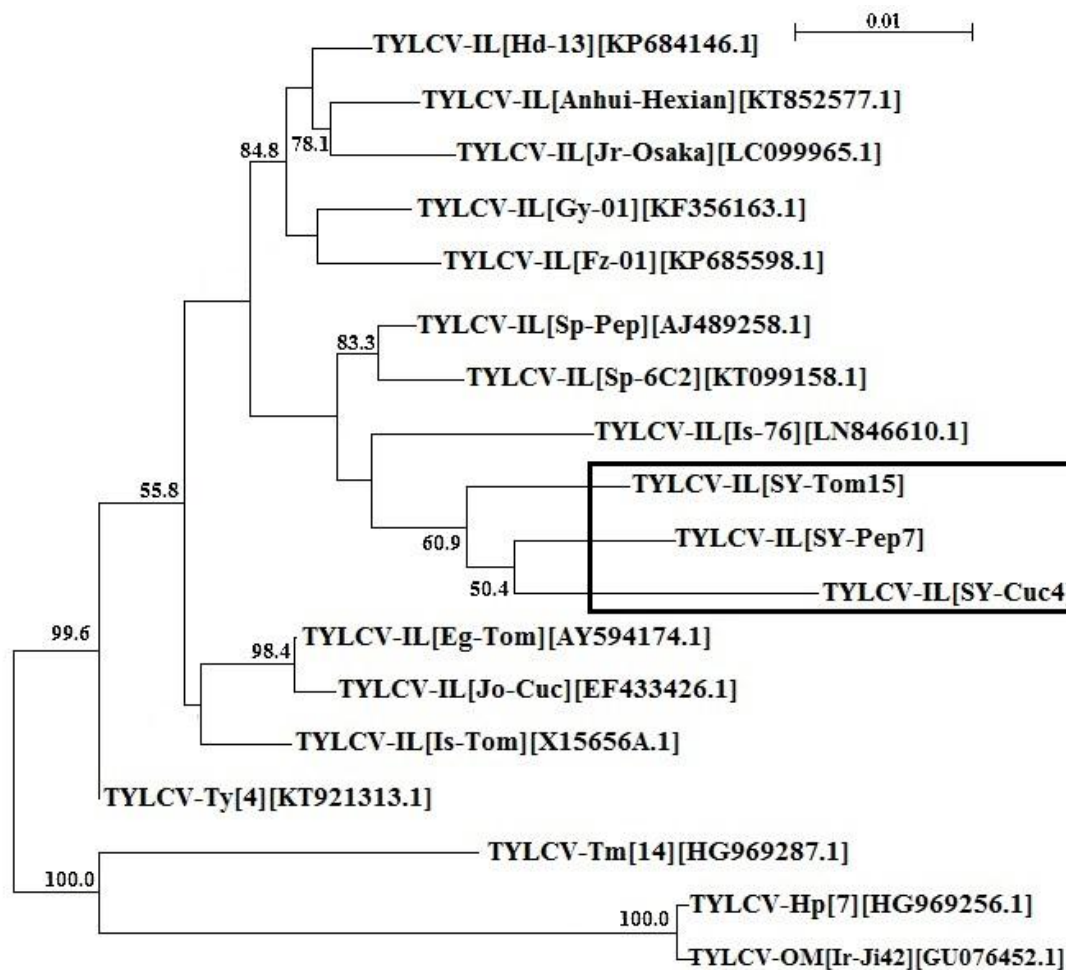 0.01
TYLCV-IL[Hd-13][KP684146.1]
TYLCV-IL[Anhui-Hexian][KT852577.1]
84.8
78.1
TYLCV-IL[Jr-Osaka][LC099965.1]
TYLCV-IL[Gy-01][KF356163.1]
TYLCV-IL[Fz-01][KP685598.1]
TYLCV-IL[Sp-Pep][AJ489258.1]
83.3
TYLCV-IL[Sp-6C2][KT099158.1]
TYLCV-IL[Is-76][LN846610.1]
55.8
TYLCV-IL[SY-Tom15]
60.9
TYLCV-IL[SY-Pep7]
50.4
TYLCV-IL[SY-Cuc4
99.6
TYLCV-IL[Eg-Tom][AY594174.1]
98.4
TYLCV-IL[Jo-Cuc][EF433426.1]
TYLCV-IL[Is-Tom][X15656A.1]
TYLCV-Ty[4][KT921313.1]
TYLCV-Tm[14][HG969287.1]
100.0
TYLCV-Hp[7][HG969256.1]
100.0
TYLCV-OM[Ir-Ji42][GU076452.1]